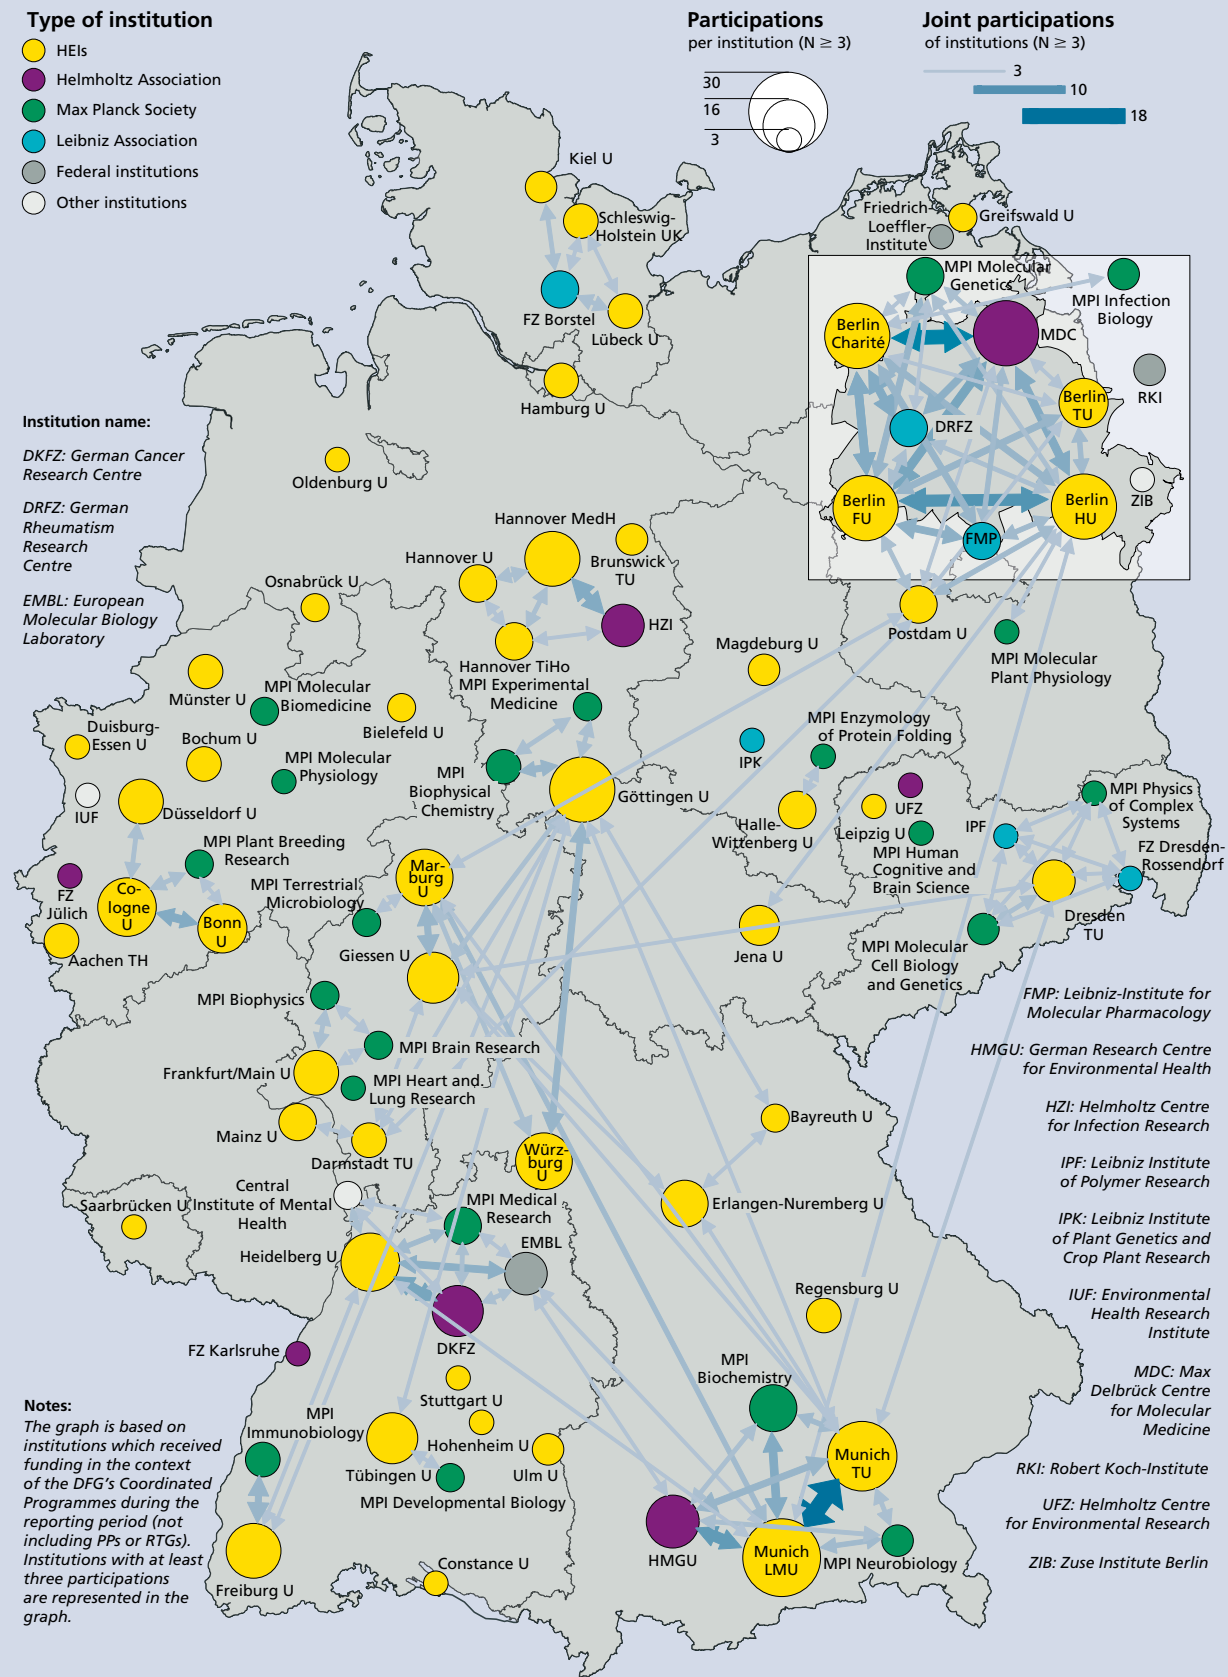 Type of institution
HEIs
Helmholtz Association
Max Planck Society
Leibniz Association
Federal institutions
Other institutions
Participations
per institution (N ≥ 3)
30
16
3
Joint participations
of institutions (N ≥ 3)
3
10
18
Kiel U
Schleswig-
Holstein UK
FZ Borstel
Lübeck U
Hamburg U
Friedrich-
Loeffler-
Institute
Greifswald U
MPI Molecular
Genetics
MPI Infection
Biology
Berlin
Charité
MDC
RKI
Berlin
TU
DRFZ
ZIB
Berlin
FU
Berlin
HU
FMP
Institution name:
DKFZ: German Cancer
Research Centre
DRFZ: German
Rheumatism
Research
Centre
EMBL: European
Molecular Biology
Laboratory
Oldenburg U
Hannover MedH
Hannover U
Brunswick
TU
Osnabrück U
HZI
Hannover TiHo
Postdam U
Magdeburg U
MPI Molecular
Plant Physiology
MPI Experimental
Medicine
Münster U
MPI Molecular
Biomedicine
Bielefeld U
Duisburg-
Essen U
Bochum U
MPI Molecular
Physiology
MPI
Biophysical
Chemistry
Göttingen U
IPK
MPI Enzymology
of Protein Folding
IUF
Düsseldorf U
Halle-
Wittenberg U
UFZ
Leipzig U
MPI Human
Cognitive and
Brain Science
IPF
MPI Physics
of Complex
Systems
FZ Dresden-
Rossendorf
Dresden
TU
MPI Plant Breeding
Research
FZ
Jülich
Co-
logne
U
Bonn
U
Aachen TH
MPI Terrestrial
Microbiology
Mar-
burg
U
Giessen U
Jena U
MPI Molecular
Cell Biology
and Genetics
MPI Biophysics
MPI Brain Research
Frankfurt/Main U
MPI Heart and
Lung Research
Mainz U
Darmstadt TU
Bayreuth U
Würz-
burg
U
Saarbrücken U
Central
Institute of Mental
Health
MPI Medical
Research
Erlangen-Nuremberg U
Heidelberg U
EMBL
DKFZ
Regensburg U
FZ Karlsruhe
Stuttgart U
Hohenheim U
Ulm U
MPI
Immunobiology
Tübingen U
MPI Developmental Biology
MPI
Biochemistry
Munich
TU
HMGU
Munich
LMU
MPI Neurobiology
Freiburg U
Constance U
FMP: Leibniz-Institute for
Molecular Pharmacology
HMGU: German Research Centre
for Environmental Health
HZI: Helmholtz Centre
for Infection Research
IPF: Leibniz Institute
of Polymer Research
IPK: Leibniz Institute
of Plant Genetics and
Crop Plant Research
IUF: Environmental
Health Research
Institute
MDC: Max
Delbrück Centre
for Molecular
Medicine
RKI: Robert Koch-Institute
UFZ: Helmholtz Centre
for Environmental Research
ZIB: Zuse Institute Berlin
Notes:
The graph is based on
institutions which received
funding in the context
of the DFG's Coordinated
Programmes during the
reporting period (not
including PPs or RTGs).
Institutions with at least
three participations
are represented in the
graph.